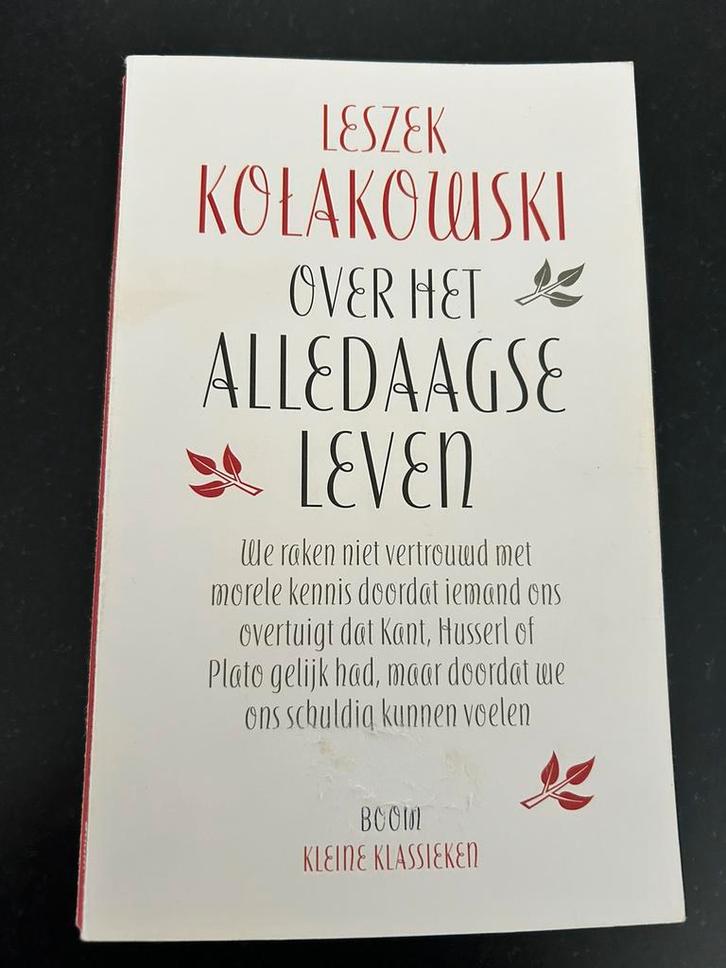 LESZEK
KOŁAKOWSKI
OVER HET
ALLEDAAGSE
LEVEN
We raken niet vertrouwd met
morele kennis doordat iemand ons
overtuigt dat Kant, Husserl of
Plato gelijk had, maar doordat we
ons schuldig kunnen voelen
BOOM
KLEINE KLASSIEKEN